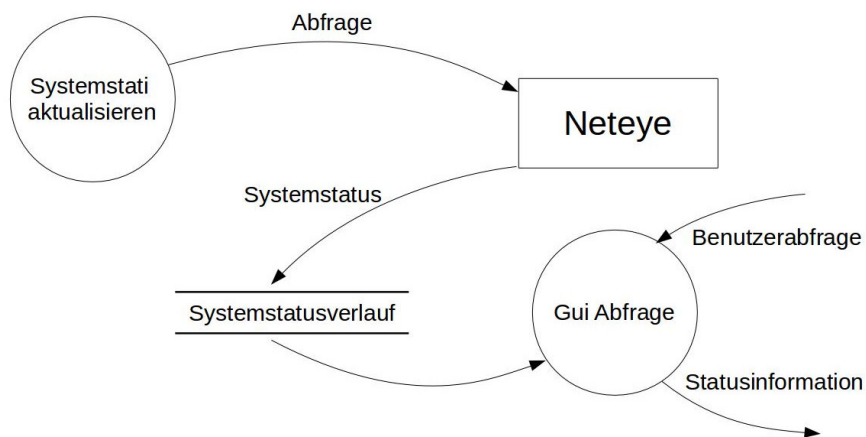 Abfrage
Systemstati
aktualisieren
Neteye
Systemstatus
Benutzerabfrage
Systemstatusverlauf
Gui Abfrage
Statusinformation